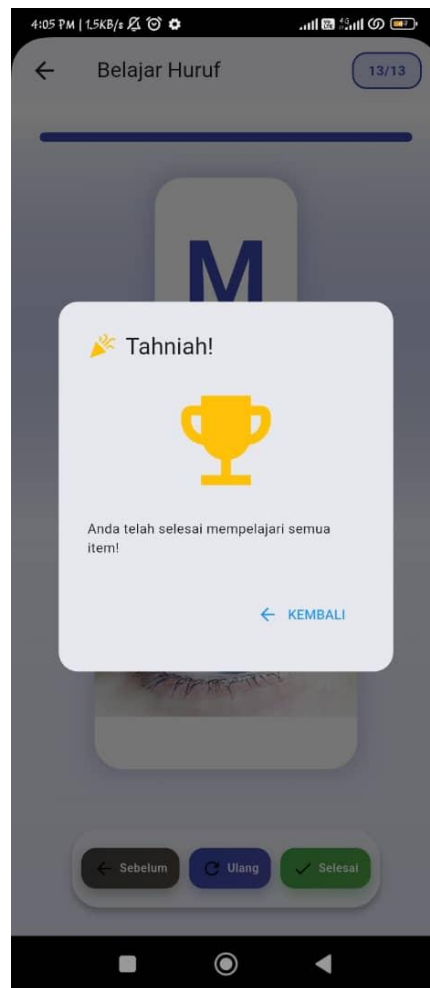 4:05 PM | 1.5KB/s
Belajar Huruf
13/13
M
Tahniah!
Anda telah selesai mempelajari semua
item!
KEMBALI
Sebelum
Ulang
Selesai